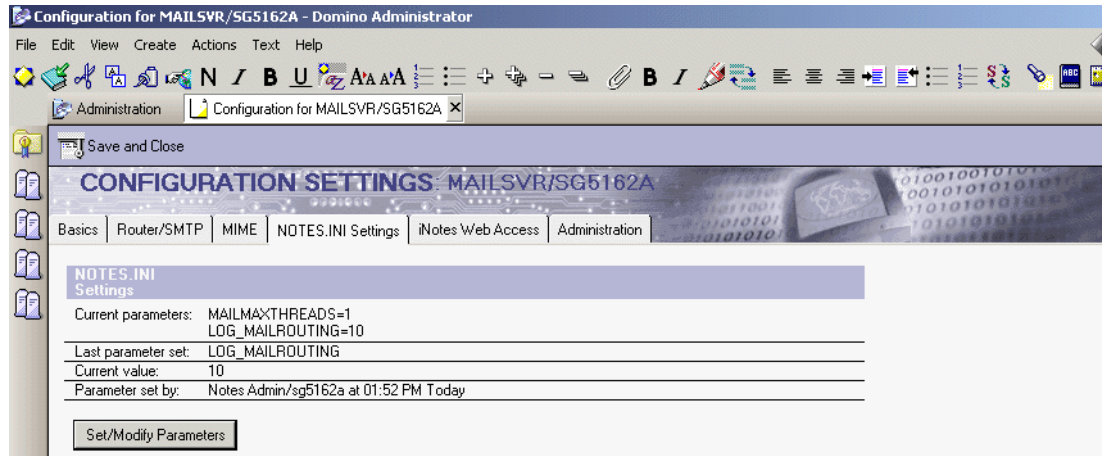 Configuration for MAILSVR/SG5162A - Domino Administrator
File Edit View Create Actions Text Help
Administration Configuration for MAILSVR/SG5162A
Save and Close
CONFIGURATION SETTINGS: MAILSVR/SG5162A
Basics Router/SMTP MIME NOTES.INI Settings iNotes Web Access Administration
NOTES.INI
Settings
Current parameters: MAILMAXTHREADS=1
LOG_MAILROUTING=10
Last parameter set: LOG_MAILROUTING
Current value: 10
Parameter set by: Notes Admin/sg5162a at 01:52 PM Today
Set/Modify Parameters